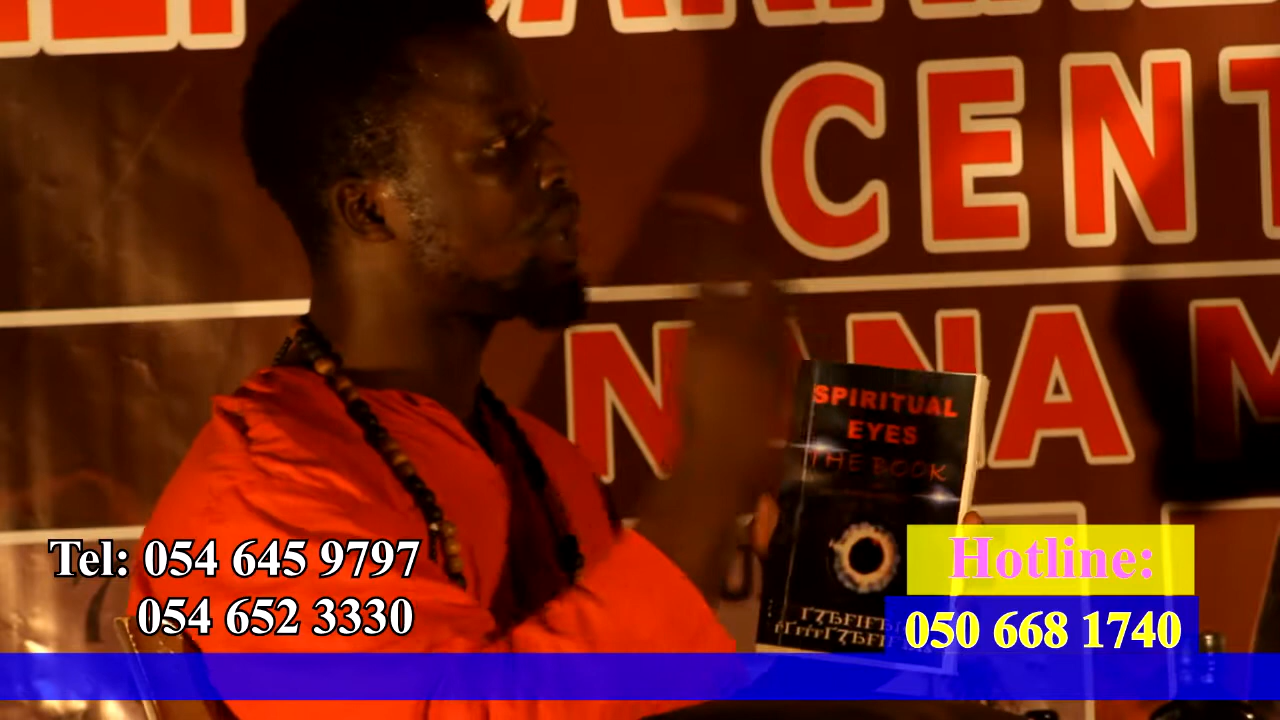 CENT
NANA M
SPIRITUAL
EYES
THE BOOK
Tel: 054 645 9797
054 652 3330
Hotline:
050 668 1740